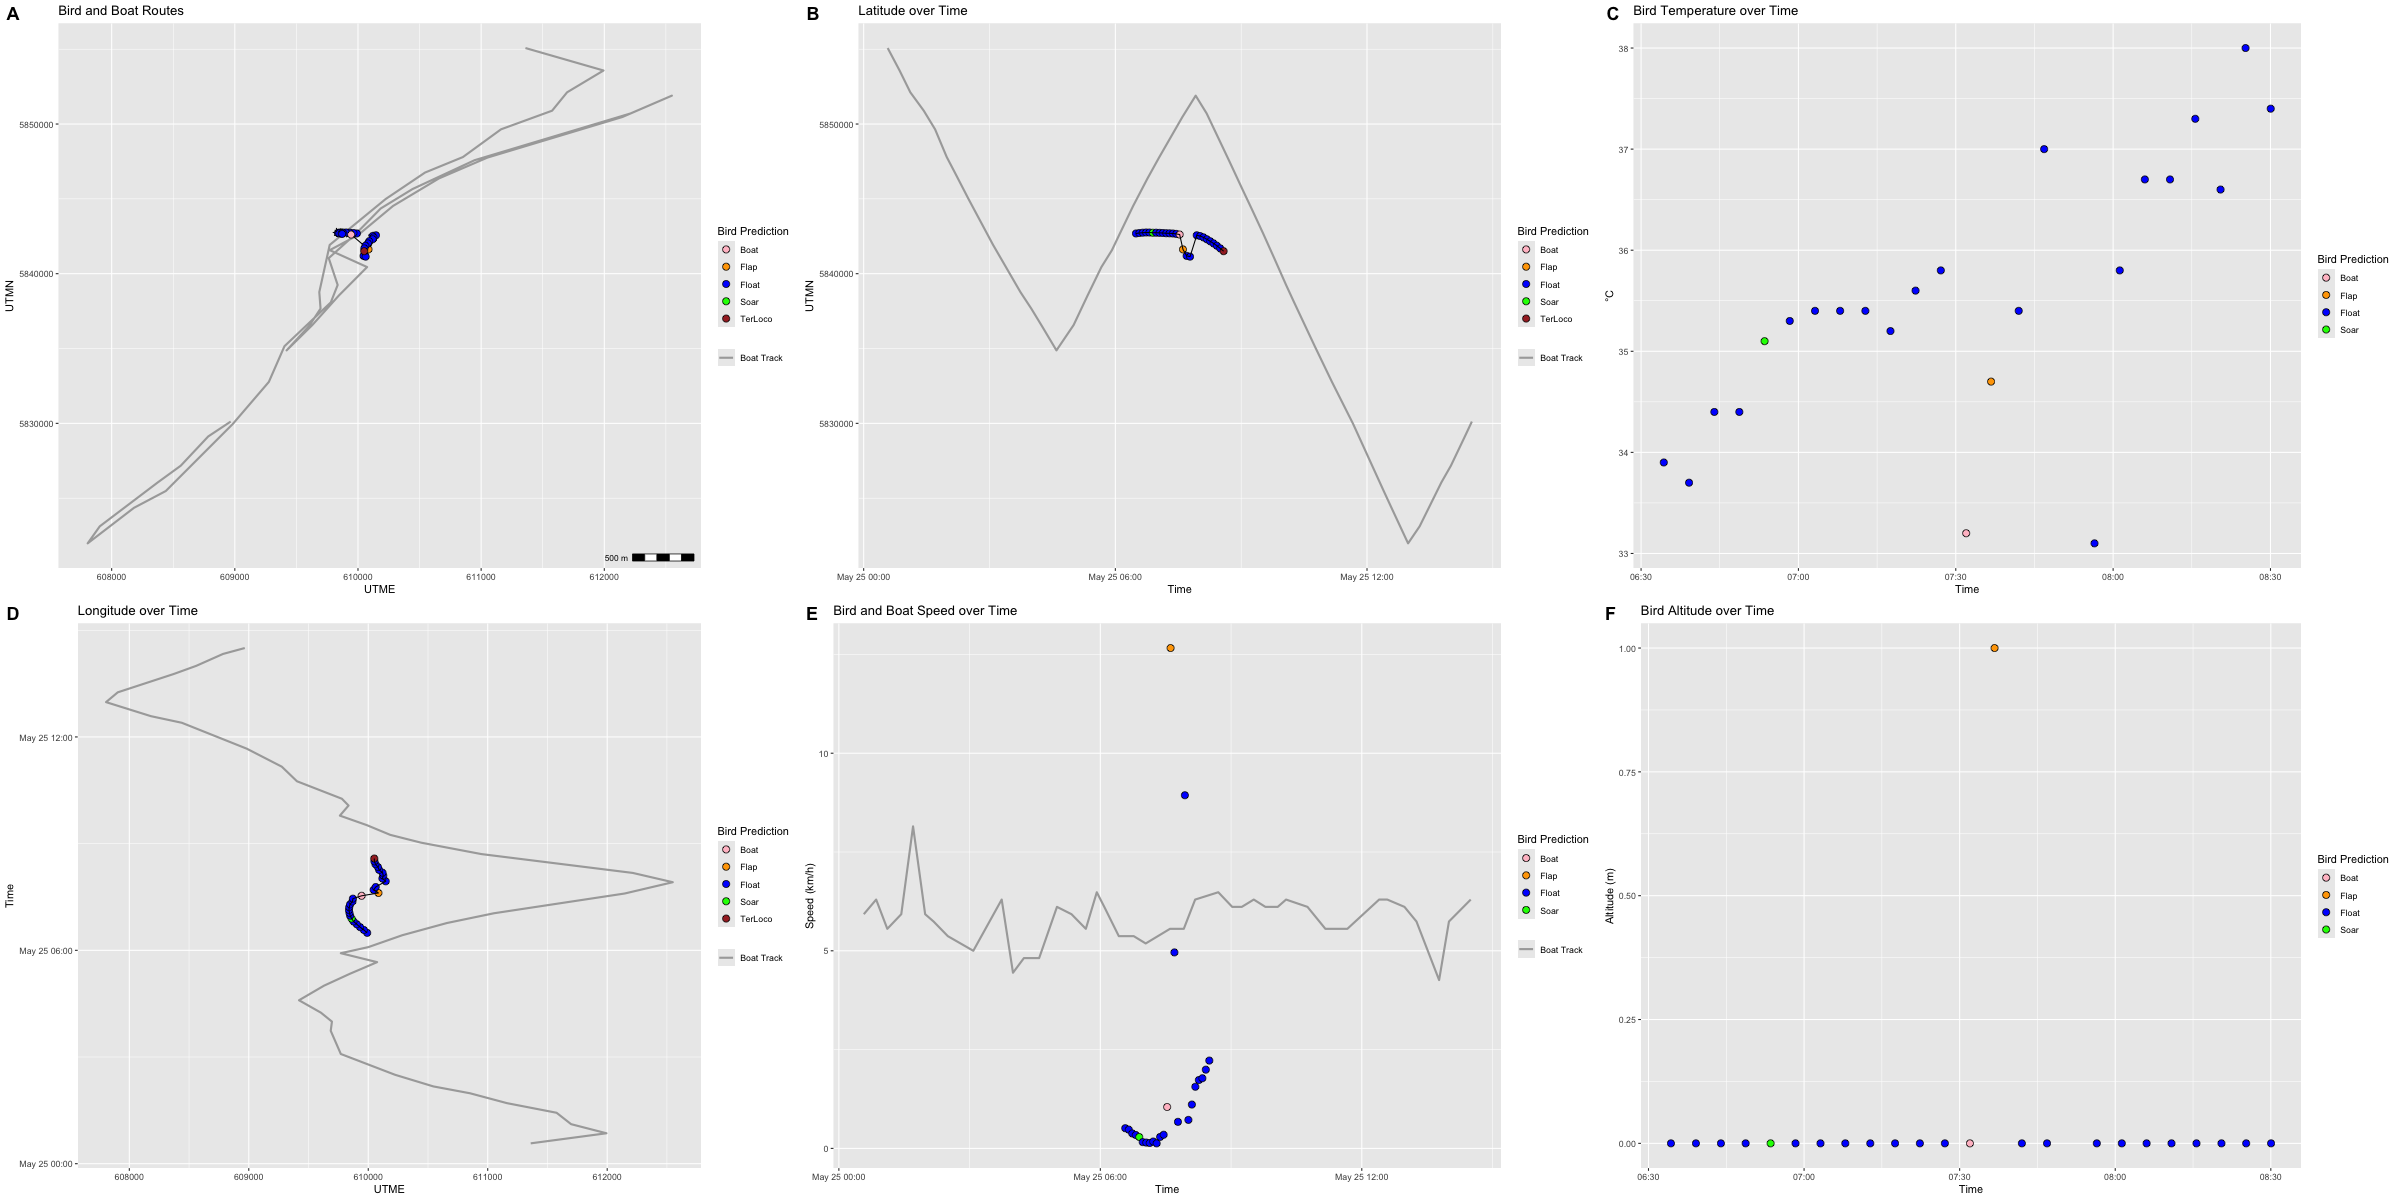 A Bird and Boat Routes
5850000
5840000
5830000
UTMN
608000 609000 610000 611000 612000
UTME
500 m
Bird Prediction
Boat
Flap
Float
Soar
TerLoco
Boat Track
B Latitude over Time
5850000
5840000
5830000
UTMN
May 25 00:00 May 25 06:00 May 25 12:00
Time
Bird Prediction
Boat
Flap
Float
Soar
TerLoco
Boat Track
C Bird Temperature over Time
38
37
36
35
34
33
°C
06:30 07:00 07:30 08:00 08:30
Time
Bird Prediction
Boat
Flap
Float
Soar
D Longitude over Time
May 25 12:00
May 25 06:00
May 25 00:00
Time
608000 609000 610000 611000 612000
UTME
Bird Prediction
Boat
Flap
Float
Soar
TerLoco
Boat Track
E Bird and Boat Speed over Time
10
5
0
Speed (km/h)
May 25 00:00 May 25 06:00 May 25 12:00
Time
Bird Prediction
Boat
Flap
Float
Soar
Boat Track
F Bird Altitude over Time
1.00
0.75
0.50
0.25
0.00
Altitude (m)
06:30 07:00 07:30 08:00 08:30
Time
Bird Prediction
Boat
Flap
Float
Soar